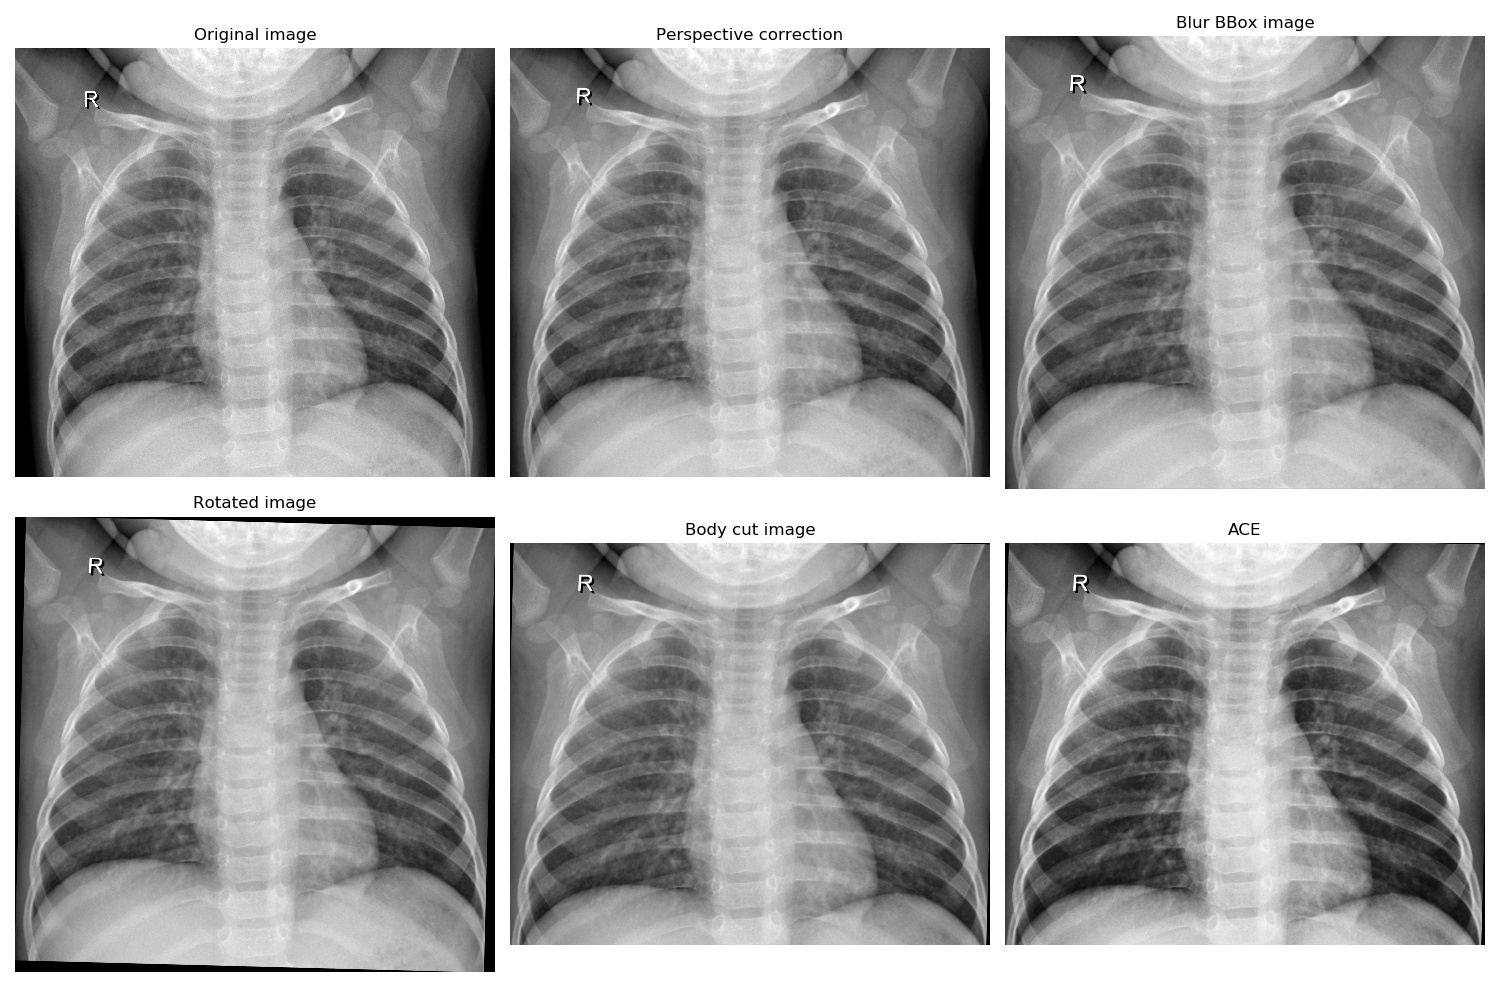 Original image
Perspective correction
Blur BBox image
R
R
R
Rotated image
Body cut image
ACE
R
R
R